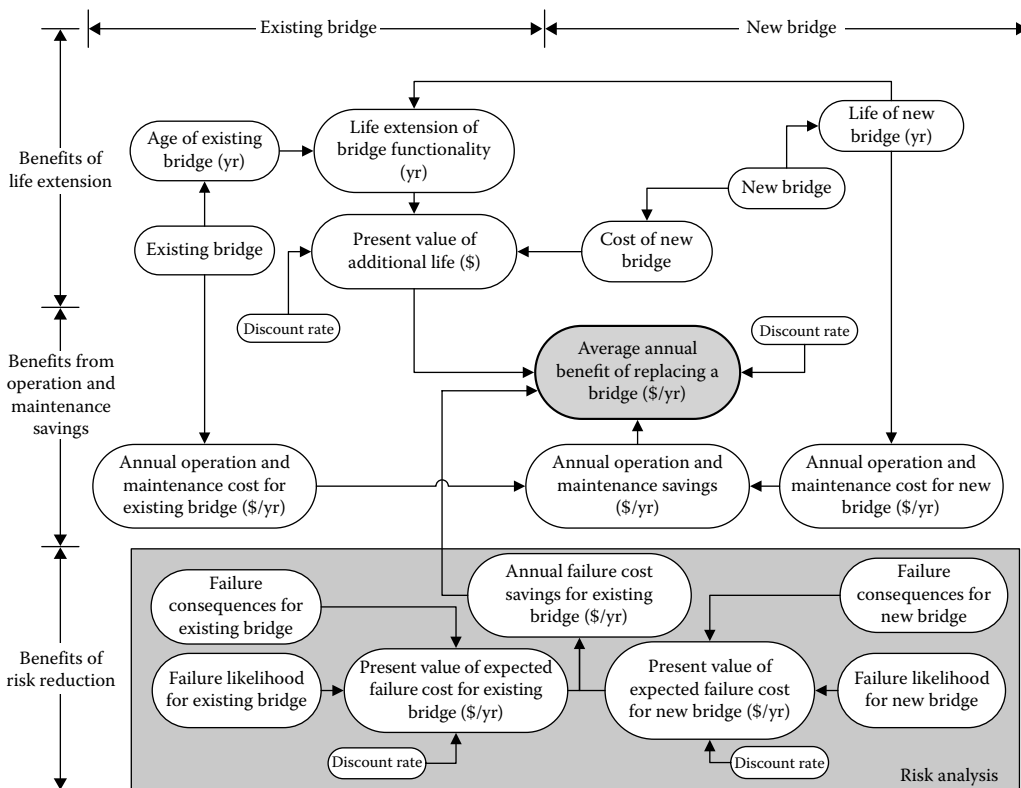 Existing bridge
New bridge
Benefits of
life extension
Age of existing
bridge (yr)
Life extension of
bridge functionality
(yr)
Life of new
bridge (yr)
New bridge
Existing bridge
Present value of
additional life ($)
Cost of new
bridge
Discount rate
Discount rate
Benefits from
operation and
maintenance
savings
Average annual
benefit of replacing a
bridge ($/yr)
Annual operation and
maintenance cost for
existing bridge ($/yr)
Annual operation and
maintenance savings
($/yr)
Annual operation and
maintenance cost for new
bridge ($/yr)
Benefits of
risk reduction
Failure
consequences for
existing bridge
Annual failure cost
savings for existing
bridge ($/yr)
Failure
consequences for
new bridge
Failure likelihood
for existing bridge
Present value of expected
failure cost for existing
bridge ($/yr)
Present value of
expected failure cost
for new bridge ($/yr)
Failure likelihood
for new bridge
Discount rate
Discount rate
Risk analysis